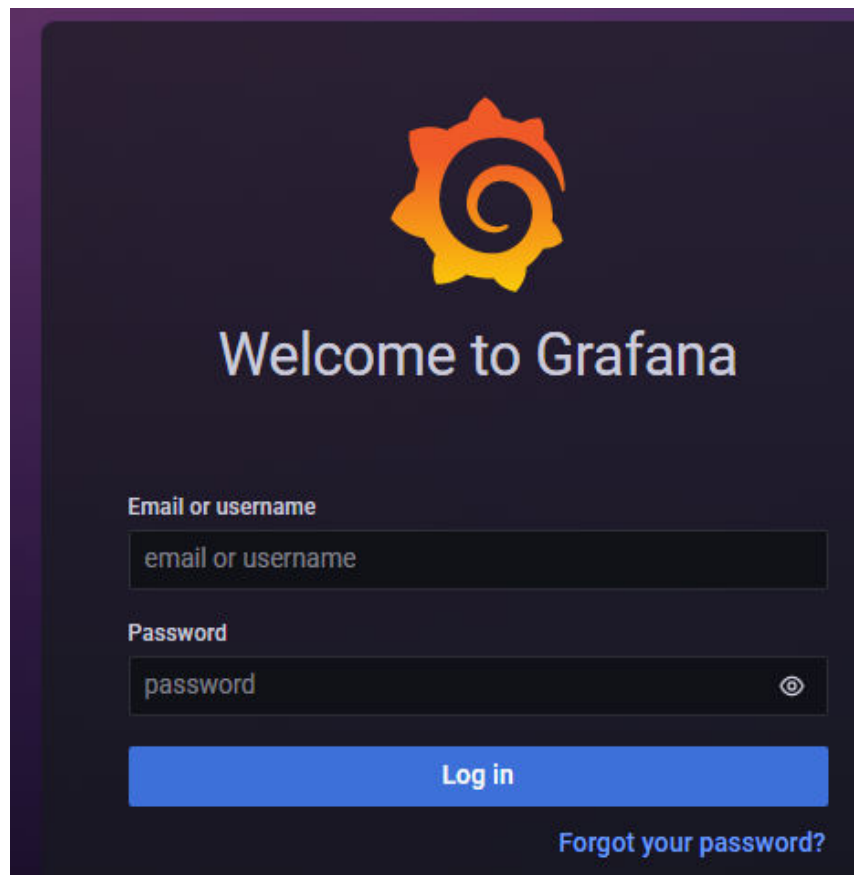 Welcome to Grafana
Email or username
email or username
Password
password
Log in
Forgot your password?